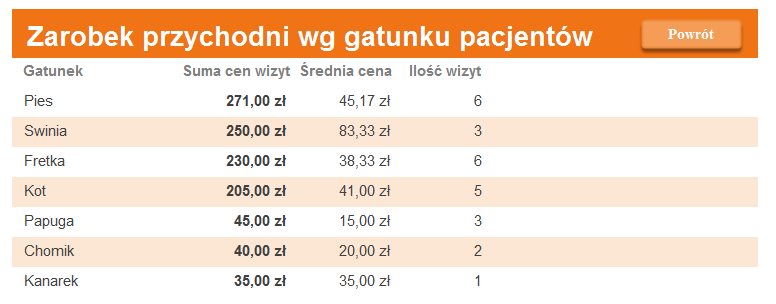 Zarobek przychodni wg gatunku pacjentów Powrót
Gatunek Suma cen wizyt Średnia cena Ilość wizyt
Pies 271,00 zł 45,17 zł 6
Swinia 250,00 zł 83,33 zł 3
Fretka 230,00 zł 38,33 zł 6
Kot 205,00 zł 41,00 zł 5
Papuga 45,00 zł 15,00 zł 3
Chomik 40,00 zł 20,00 zł 2
Kanarek 35,00 zł 35,00 zł 1